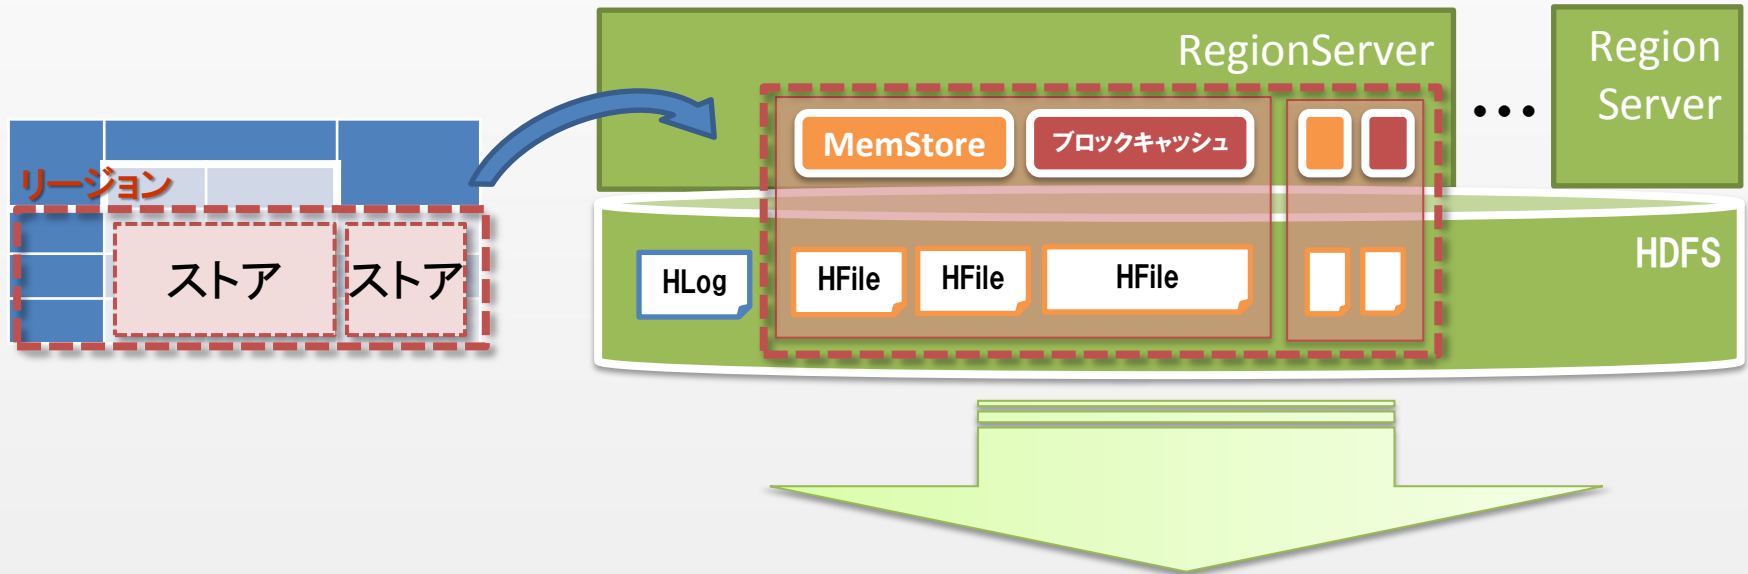 リージョン
ストア
ストア
RegionServer
MemStore
ブロックキャッシュ
...
Region
Server
HLog
HFile
HFile
HFile
HDFS